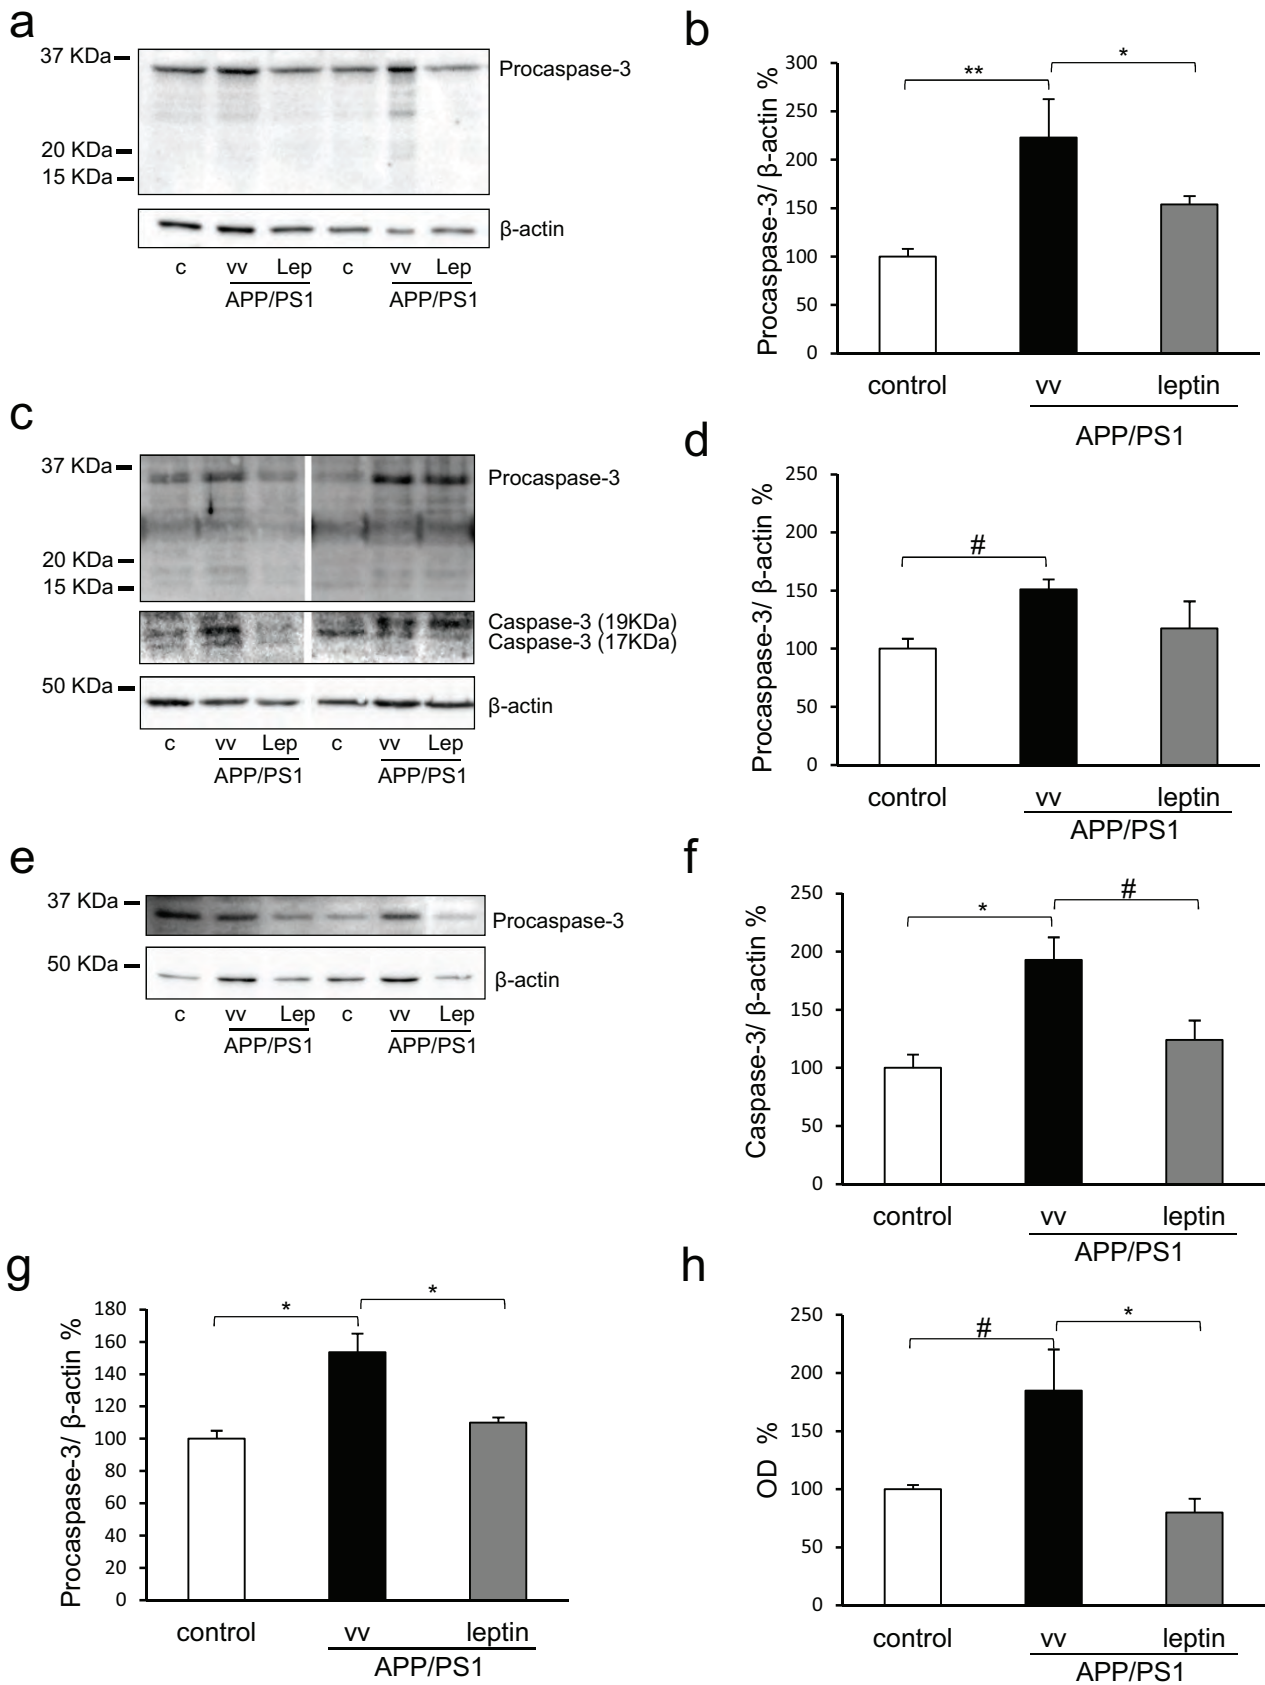 a
37 KDa
Procaspase-3
20 KDa
15 KDa
β-actin
c vv Lep c vv Lep
APP/PS1 APP/PS1
b
Procaspase-3/ β-actin %
300
250
200
150
100
50
0
** *
control vv leptin
APP/PS1
c
37 KDa
Procaspase-3
20 KDa
15 KDa
Caspase-3 (19KDa)
Caspase-3 (17KDa)
50 KDa
β-actin
c vv Lep c vv Lep
APP/PS1 APP/PS1
d
Procaspase-3/ β-actin %
250
200
150
100
50
0
#
control vv leptin
APP/PS1
e
37 KDa
Procaspase-3
50 KDa
β-actin
c vv Lep c vv Lep
APP/PS1 APP/PS1
f
Caspase-3/ β-actin %
250
200
150
100
50
0
* #
control vv leptin
APP/PS1
g
Procaspase-3/ β-actin %
180
160
140
120
100
80
60
40
20
0
* *
control vv leptin
APP/PS1
h
OD %
250
200
150
100
50
0
# *
control vv leptin
APP/PS1